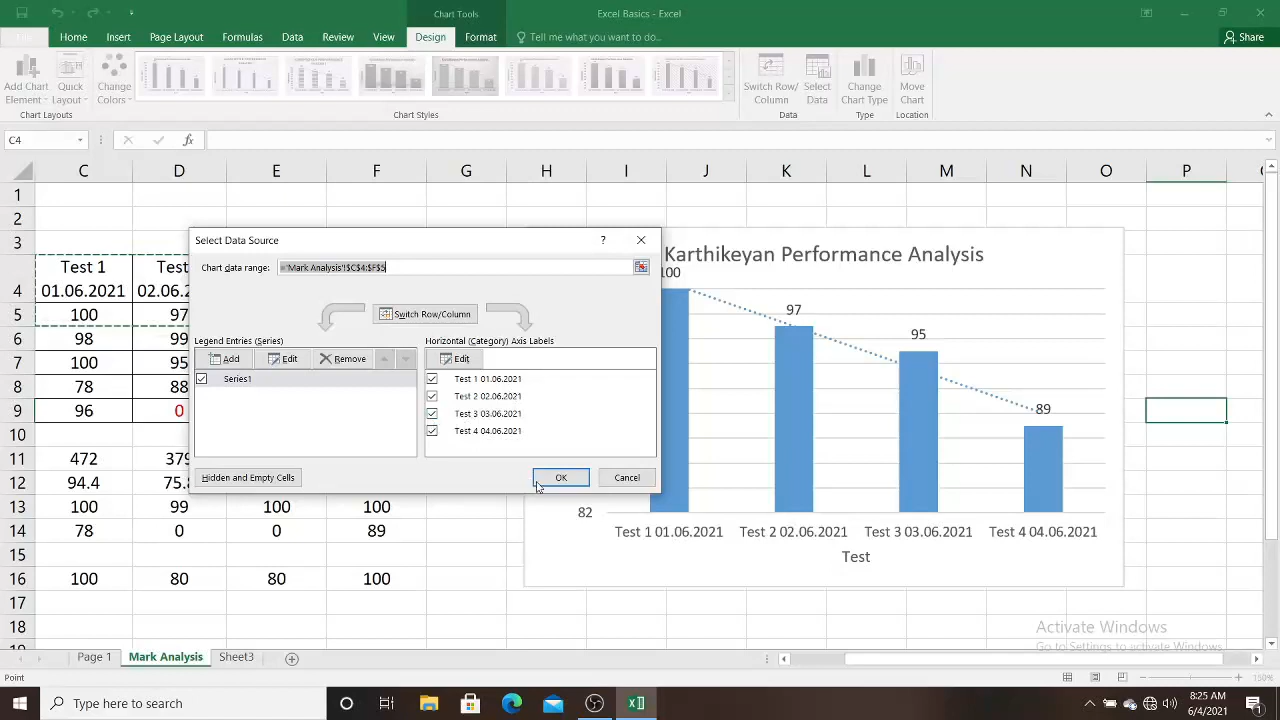 Chart Tools
Excel Basics - Excel
Home Insert Page Layout Formulas Data Review View Design Format Tell me what you want to do... Share
Add Chart Element
Quick Layout
Change Colors
Switch Row/ Column
Select Data
Change Chart Type
Move Chart
Chart Layouts Chart Styles Data Type Location
C4 fx
C D E F G H I J K L M N O P
1
2
3
Select Data Source ?
Karthikeyan Performance Analysis
Chart data range: ='Mark Analysis'!$C$4:$F$5
Switch Row/Column
Legend Entries (Series)
Add Edit Remove
Series1
Horizontal (Category) Axis Labels
Edit
Test 1 01.06.2021
Test 2 02.06.2021
Test 3 03.06.2021
Test 4 04.06.2021
Hidden and Empty Cells OK Cancel
Test 1
4 01.06.2021 02.06.2
5 100 97
6 98 99
7 100 95
8 78 88
9 96 0
10
11 472 379
12 94.4 75.8
13 100 99 100 100
14 78 0 0 89
15
16 100 80 80 100
17
18
100
97
95
89
82
Test 1 01.06.2021 Test 2 02.06.2021 Test 3 03.06.2021 Test 4 04.06.2021
Test
Activate Windows
Go to Settings to activate Windows.
Page 1 Mark Analysis Sheet3
Point
150%
Type here to search
8:25 AM
6/4/2021